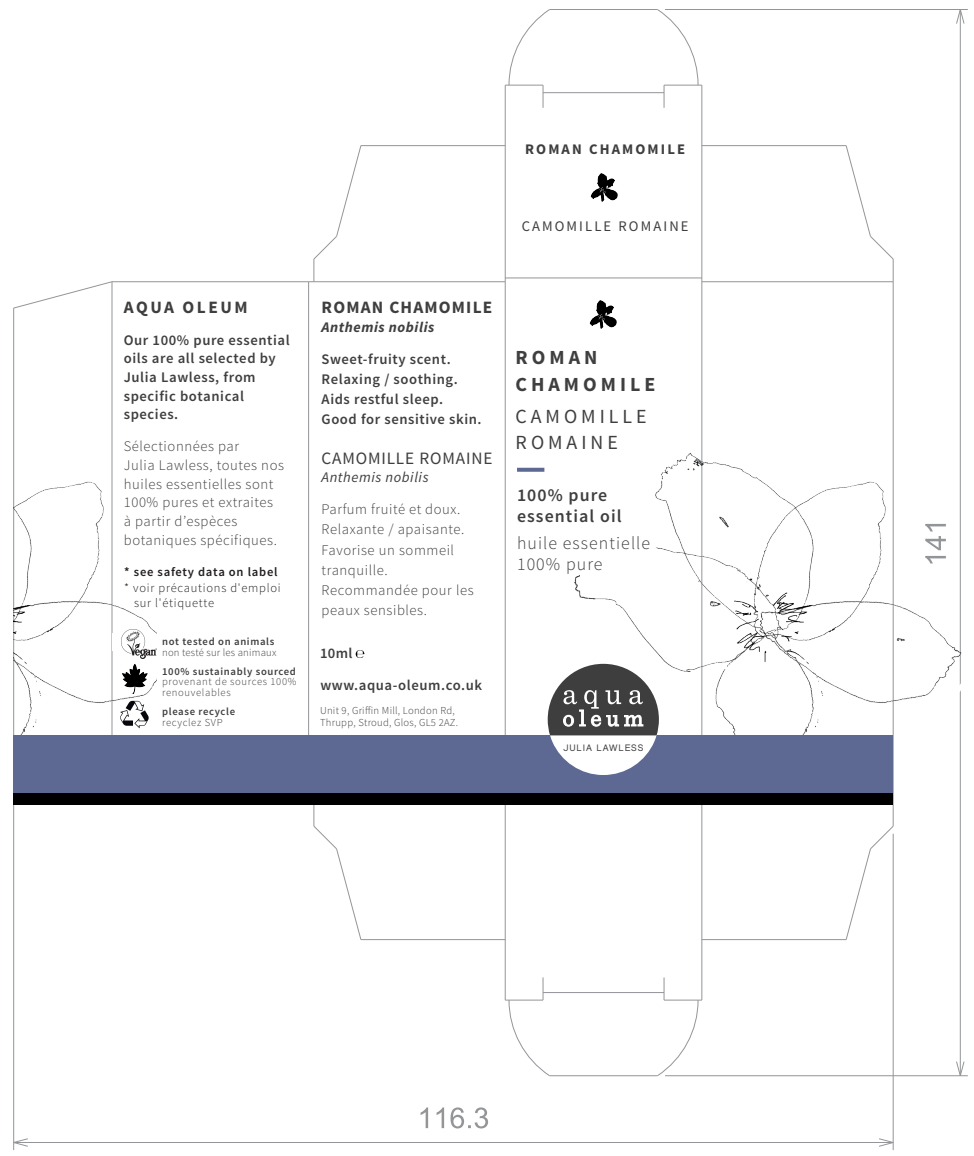 ROMAN CHAMOMILE
CAMOMILLE ROMAINE
AQUA OLEUM
Our 100% pure essential
oils are all selected by
Julia Lawless, from
specific botanical
species.
Sélectionnées par
Julia Lawless, toutes nos
huiles essentielles sont
100% pures et extraites
à partir d'espèces
botaniques spécifiques.
* see safety data on label
* voir précautions d'emploi
sur l'étiquette
Vegan
not tested on animals
non testé sur les animaux
100% sustainably sourced
provenant de sources 100%
renouvelables
please recycle
recyclez SVP
ROMAN CHAMOMILE
Anthemis nobilis
Sweet-fruity scent.
Relaxing / soothing.
Aids restful sleep.
Good for sensitive skin.
CAMOMILLE ROMAINE
Anthemis nobilis
Parfum fruité et doux.
Relaxante / apaisante.
Favorise un sommeil
tranquille.
Recommandée pour les
peaux sensibles.
10ml ℮
www.aqua-oleum.co.uk
Unit 9, Griffin Mill, London Rd,
Thrupp, Stroud, Glos, GL5 2AZ.
ROMAN
CHAMOMILE
CAMOMILLE
ROMAINE
100% pure
essential oil
huile essentielle
100% pure
aqua
oleum
JULIA LAWLESS
141
116.3